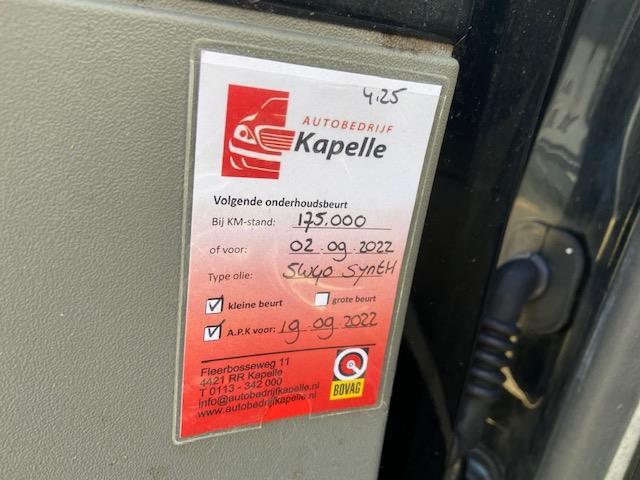 4.25
AUTOBEDRIJF
Kapelle
Volgende onderhoudsbeurt
Bij KM-stand: 175.000
of voor: 02.09.2022
Type olie: 5W40 SyntH
kleine beurt grote beurt
A.P.K voor: 19.09.2022
Fleerbosseweg 11
4421 RR Kapelle
T 0113 - 342 000
info@autobedrijfkapelle.nl
www.autobedrijfkapelle.nl
BOVAG